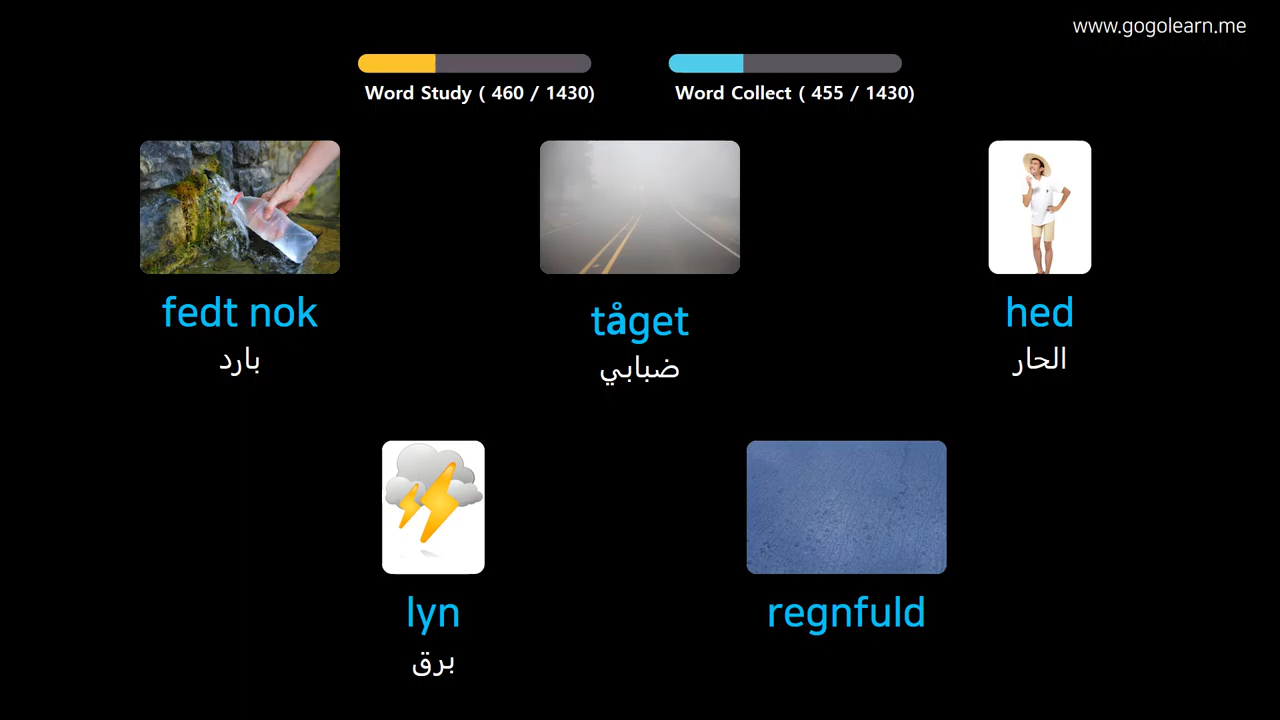 www.gogolearn.me
Word Study ( 460 / 1430)
Word Collect ( 455 / 1430)
fedt nok
بارد
tåget
ضبابي
hed
الحار
lyn
برق
regnfuld